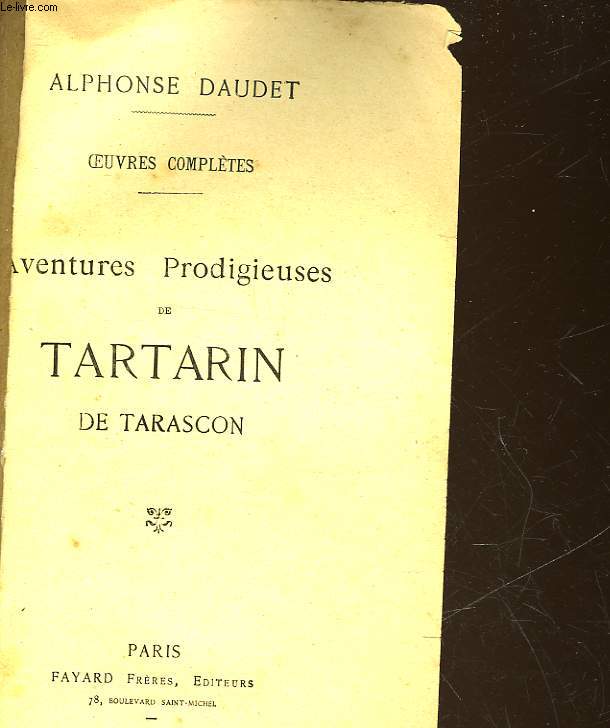 Le-livre.com
ALPHONSE DAUDET
ŒUVRES COMPLÈTES
Aventures Prodigieuses
DE
TARTARIN
DE TARASCON
PARIS
FAYARD FRÈRES, EDITEURS
78, BOULEVARD SAINT-MICHEL